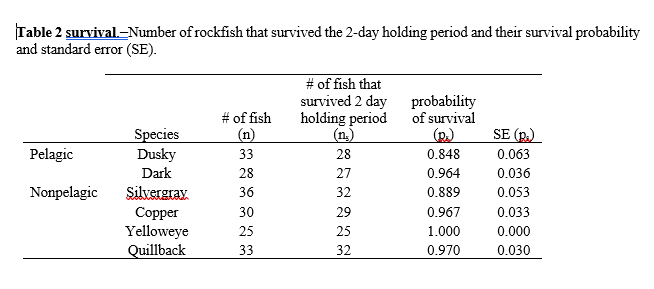 Table 2 survival.–Number of rockfish that survived the 2-day holding period and their survival probability
and standard error (SE).
# of fish that
survived 2 day probability
# of fish holding period of survival
Species (n) (ns) (ps) SE (ps)
Pelagic Dusky 33 28 0.848 0.063
Dark 28 27 0.964 0.036
Nonpelagic Silvergray 36 32 0.889 0.053
Copper 30 29 0.967 0.033
Yelloweye 25 25 1.000 0.000
Quillback 33 32 0.970 0.030